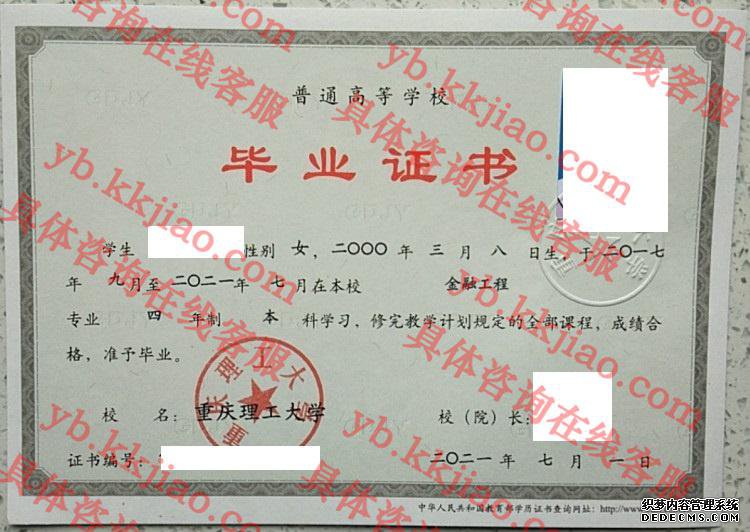 普通高等学校
毕业证书
学生 性别 女，二〇〇〇年 三 月 八 日生，于二〇一七
年 九月至 二〇二一年 七 月在本校 金融工程
专业 四 年制 本 科学习，修完教学计划规定的全部课程，成绩合
格，准予毕业。
校 名：重庆理工大学 校（院）长：
证书编号：
二〇二一年 七 月 一日
中华人民共和国教育部学历证书查询网址：http://www.
具体咨询在线客服
yb.kkjiao.com
织梦内容管理系统
DEDECMS.COM